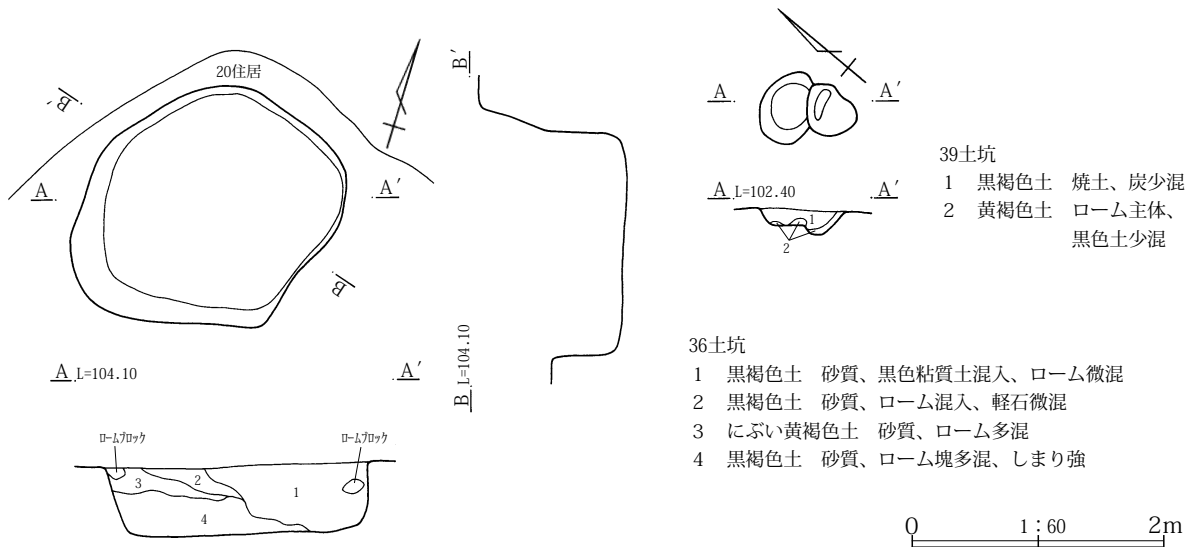 20住居
B′
A
A′
B
A L=104.10
A′
ロームブロック
ロームブロック
3
2
1
4
B′
B L=104.10
A
A′
A L=102.40
A′
1
2
39土坑
1 黒褐色土 焼土、炭少混
2 黄褐色土 ローム主体、
黒色土少混
36土坑
1 黒褐色土 砂質、黒色粘質土混入、ローム微混
2 黒褐色土 砂質、ローム混入、軽石微混
3 にぶい黄褐色土 砂質、ローム多混
4 黒褐色土 砂質、ローム塊多混、しまり強
0 1:60 2m